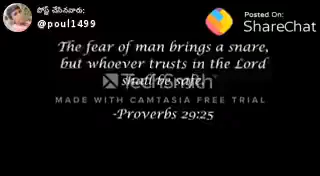 పోస్ట్ చేసినవారు:
@poul1499
Posted On:
ShareChat
The fear of man brings a snare,
but whoever trusts in the Lord
shall be safe.
TechSmith
MADE WITH CAMTASIA FREE TRIAL
-Proverbs 29:25